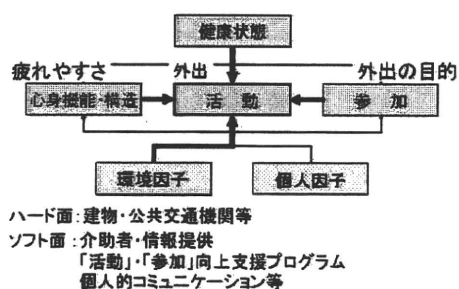 健康状態
疲れやすさ 外出 外出の目的
心身機能・構造 活動 参加
環境因子 個人因子
ハード面：建物・公共交通機関等
ソフト面：介助者・情報提供
「活動」・「参加」向上支援プログラム
個人的コミュニケーション等